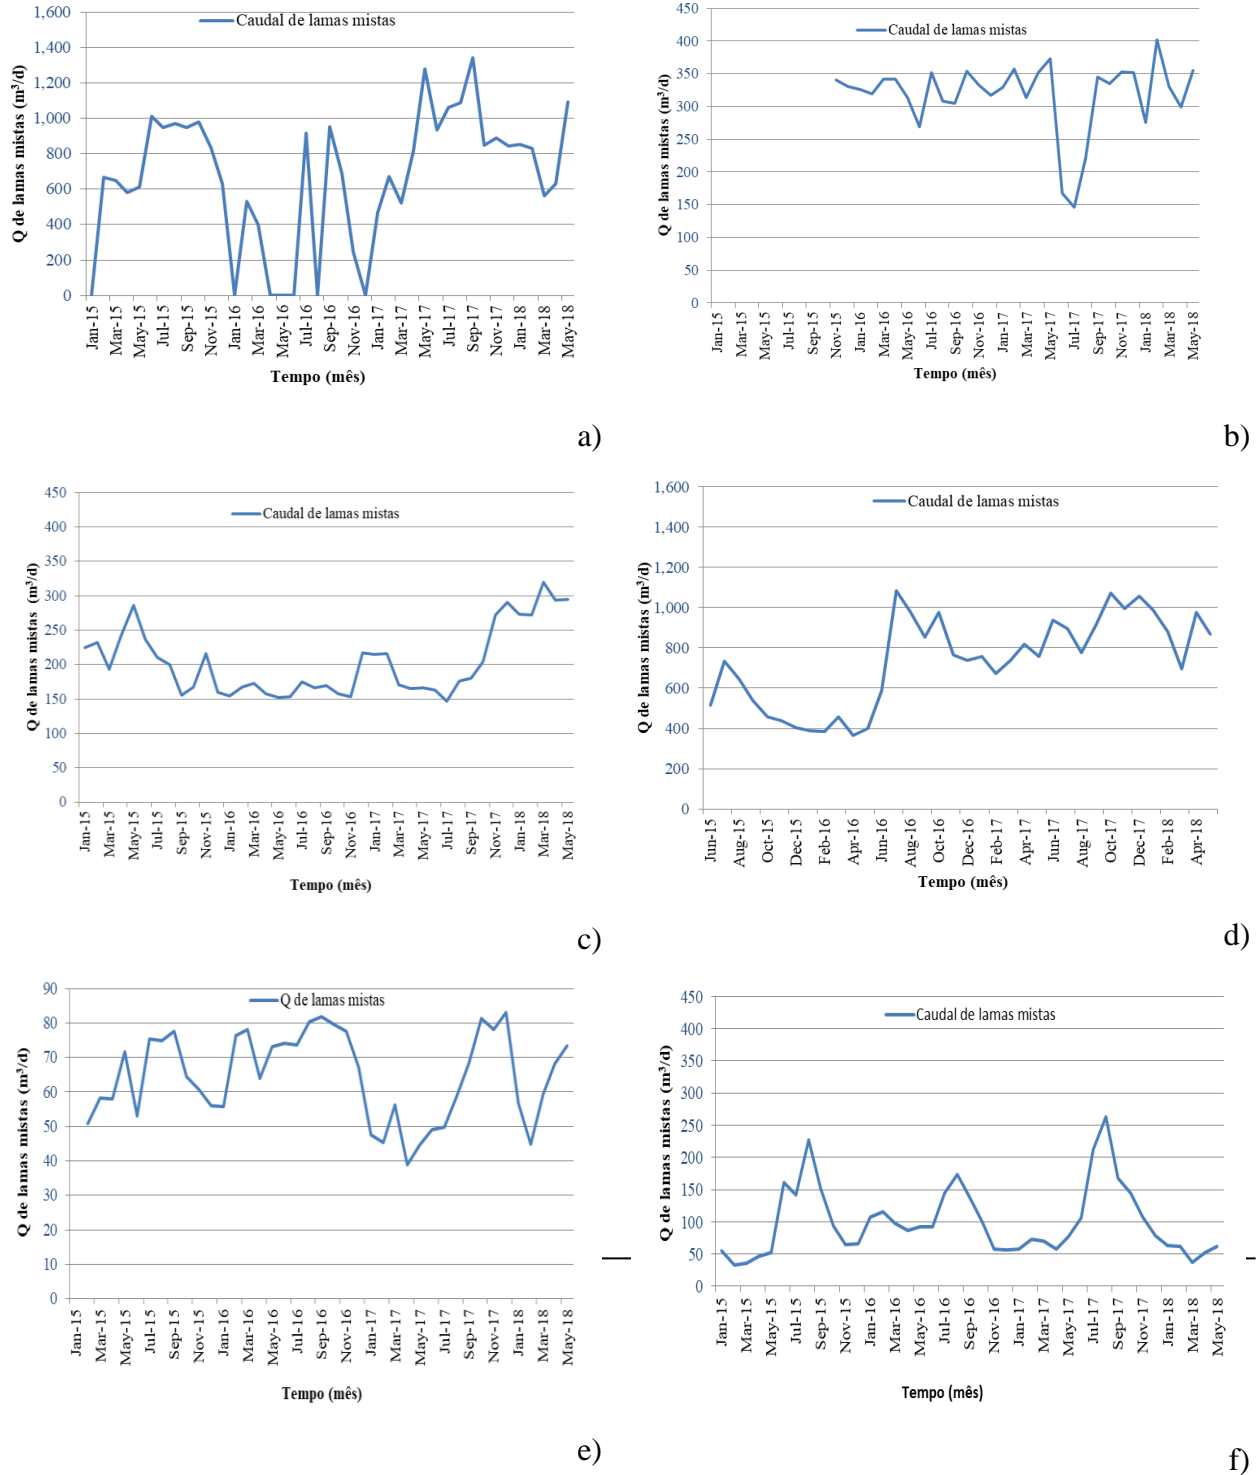 Caudal de lamas mistas
Q de lamas mistas (m³/d)
1,600
1,400
1,200
1,000
800
600
400
200
0
Jan-15 Mar-15 May-15 Jul-15 Sep-15 Nov-15 Jan-16 Mar-16 May-16 Jul-16 Sep-16 Nov-16 Jan-17 Mar-17 May-17 Jul-17 Sep-17 Nov-17 Jan-18 Mar-18 May-18
Tempo (mês)
a)
Caudal de lamas mistas
Q de lamas mistas (m³/d)
450
400
350
300
250
200
150
100
50
0
Jan-15 Mar-15 May-15 Jul-15 Sep-15 Nov-15 Jan-16 Mar-16 May-16 Jul-16 Sep-16 Nov-16 Jan-17 Mar-17 May-17 Jul-17 Sep-17 Nov-17 Jan-18 Mar-18 May-18
Tempo (mês)
b)
Caudal de lamas mistas
Q de lamas mistas (m³/d)
450
400
350
300
250
200
150
100
50
0
Jan-15 Mar-15 May-15 Jul-15 Sep-15 Nov-15 Jan-16 Mar-16 May-16 Jul-16 Sep-16 Nov-16 Jan-17 Mar-17 May-17 Jul-17 Sep-17 Nov-17 Jan-18 Mar-18 May-18
Tempo (mês)
c)
Caudal de lamas mistas
Q de lamas mistas (m³/d)
1,600
1,400
1,200
1,000
800
600
400
200
0
Jun-15 Aug-15 Oct-15 Dec-15 Feb-16 Apr-16 Jun-16 Aug-16 Oct-16 Dec-16 Feb-17 Apr-17 Jun-17 Aug-17 Oct-17 Dec-17 Feb-18 Apr-18
Tempo (mês)
d)
Q de lamas mistas
Q de lamas mistas (m³/d)
90
80
70
60
50
40
30
20
10
0
Jan-15 Mar-15 May-15 Jul-15 Sep-15 Nov-15 Jan-16 Mar-16 May-16 Jul-16 Sep-16 Nov-16 Jan-17 Mar-17 May-17 Jul-17 Sep-17 Nov-17 Jan-18 Mar-18 May-18
Tempo (mês)
e)
Caudal de lamas mistas
Q de lamas mistas (m³/d)
450
400
350
300
250
200
150
100
50
0
Jan-15 Mar-15 May-15 Jul-15 Sep-15 Nov-15 Jan-16 Mar-16 May-16 Jul-16 Sep-16 Nov-16 Jan-17 Mar-17 May-17 Jul-17 Sep-17 Nov-17 Jan-18 Mar-18 May-18
Tempo (mês)
f)